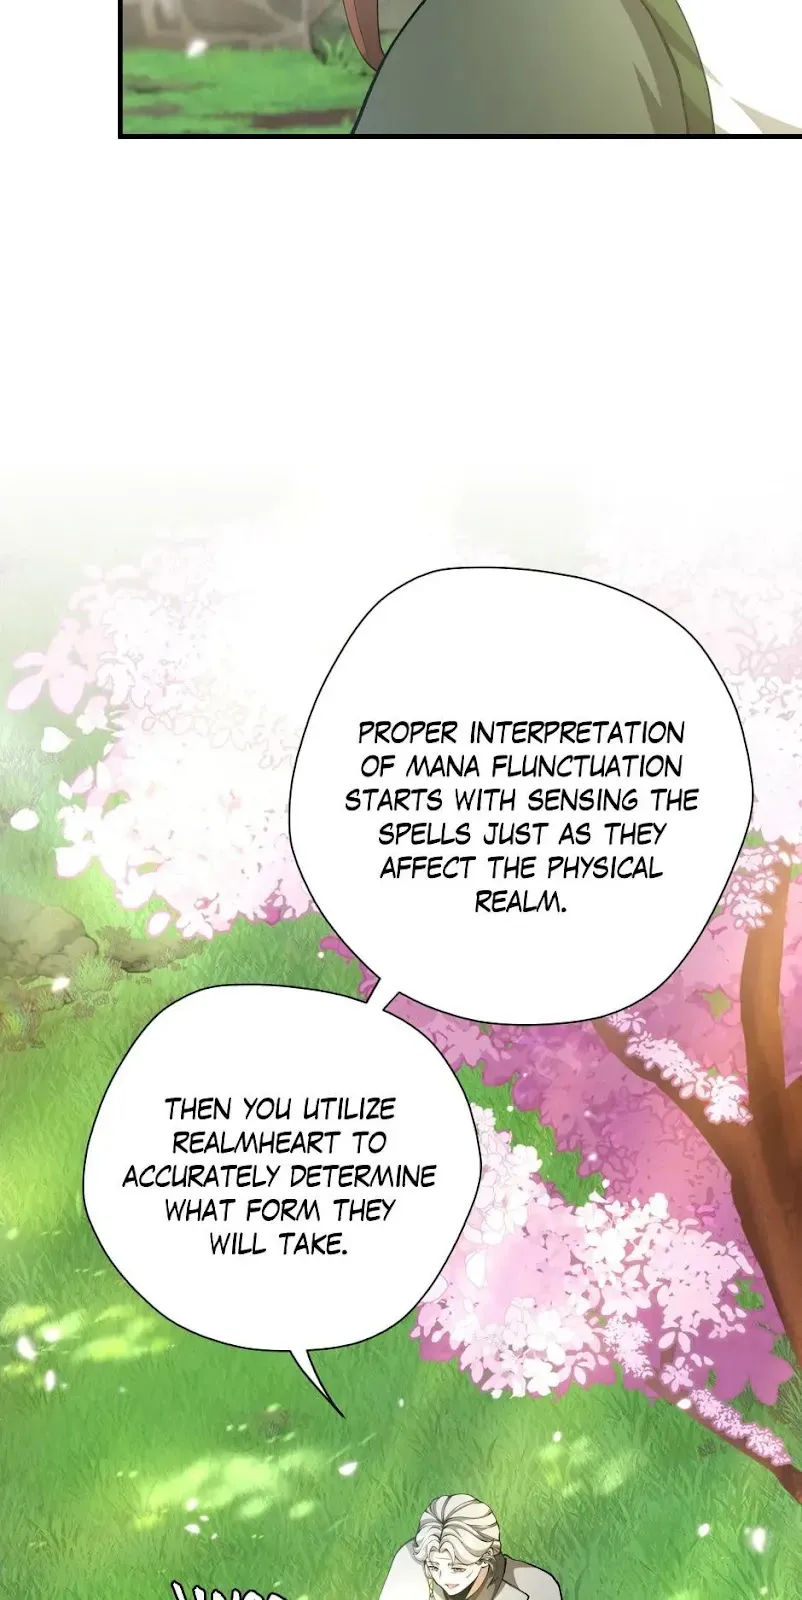 PROPER INTERPRETATION
OF MANA FLUNCTUATION
STARTS WITH SENSING THE
SPELLS JUST AS THEY
AFFECT THE PHYSICAL
REALM.
THEN YOU UTILIZE
REALMHEART TO
ACCURATELY DETERMINE
WHAT FORM THEY
WILL TAKE.